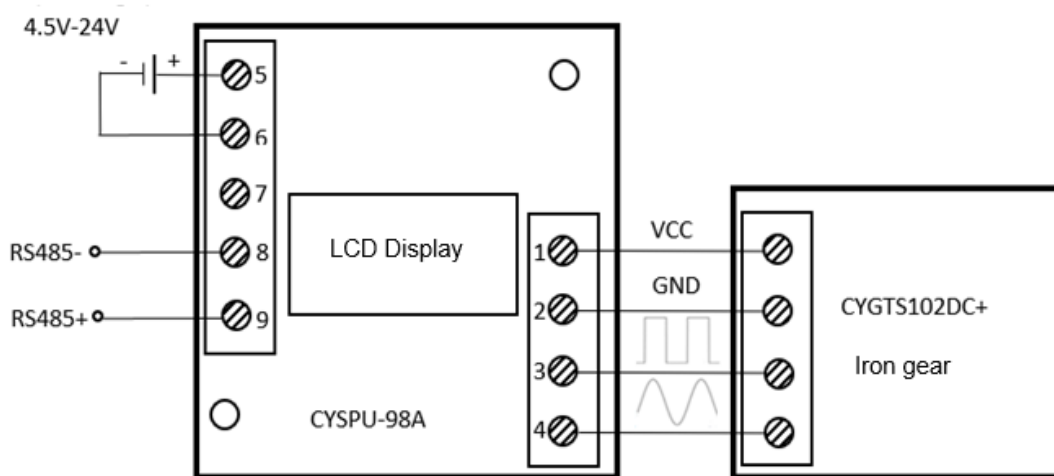 4.5V-24V
- +
5
6
7
8
9
RS485-
RS485+
LCD Display
CYSPU-98A
1
2
3
4
VCC
GND
CYGTS102DC+
Iron gear